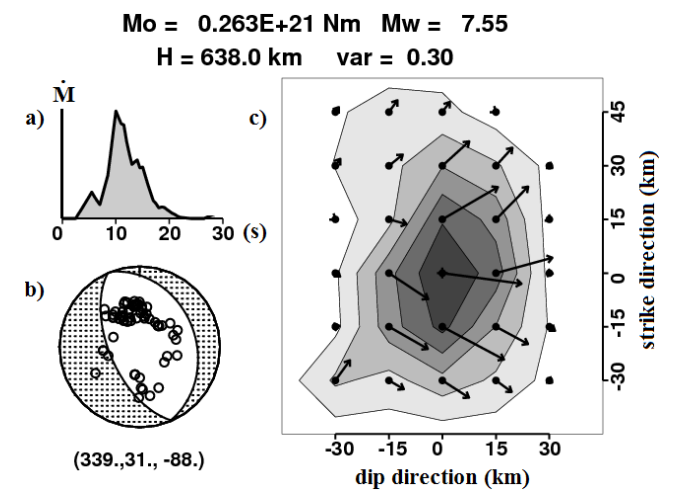 Mo = 0.263E+21 Nm Mw = 7.55
H = 638.0 km var = 0.30
a)
Ṁ
0 10 20 30 (s)
b)
(339.,31., -88.)
c)
45
30
15
0
-15
-30
strike direction (km)
-30 -15 0 15 30
dip direction (km)